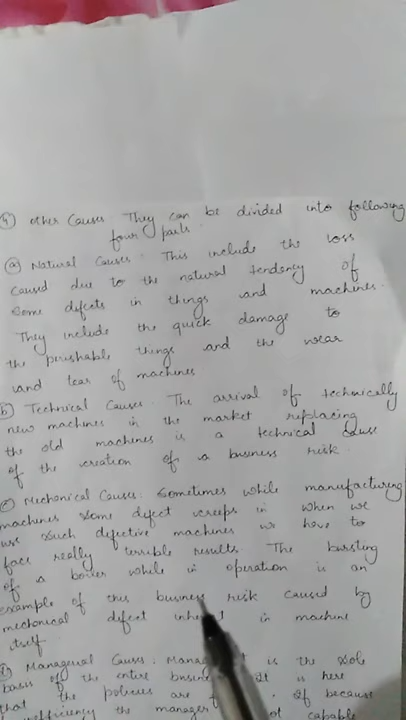 ④ Other Causes They can be divided into following
four parts.
ⓐ Natural Causes: This include the loss
caused due to the natural tendency of
some defects in things and machines.
They include the quick damage to
the perishable things and the wear
and tear of machines
ⓑ Technical Causes: The arrival of technically
new machines in the market replacing
the old machines is a technical cause
of the creation of a business risk.
ⓒ Mechonical Causes: Sometimes while manufacturing
machines some defect creeps in when we
use such defective machines we have to
face really terrible results. The bursting
of a boiler while in operation is an
example of this business risk caused by
mechonical defect in in machine
itself
ⓓ Managerial Causes: is the sole
basis of the entire is here
that the policies are If because
the manager capable